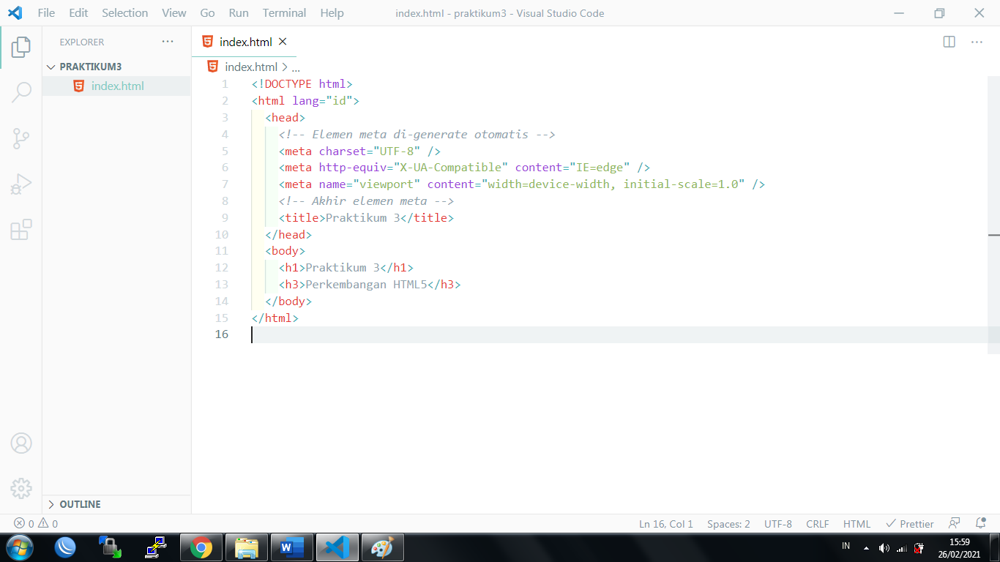 File Edit Selection View Go Run Terminal Help index.html - praktikum3 - Visual Studio Code
EXPLORER
PRAKTIKUM3
index.html
OUTLINE
index.html
index.html > ...
1 <!DOCTYPE html>
2 <html lang="id">
3 <head>
4 <!-- Elemen meta di-generate otomatis -->
5 <meta charset="UTF-8" />
6 <meta http-equiv="X-UA-Compatible" content="IE=edge" />
7 <meta name="viewport" content="width=device-width, initial-scale=1.0" />
8 <!-- Akhir elemen meta -->
9 <title>Praktikum 3</title>
10 </head>
11 <body>
12 <h1>Praktikum 3</h1>
13 <h3>Perkembangan HTML5</h3>
14 </body>
15 </html>
16
0 0 Ln 16, Col 1 Spaces: 2 UTF-8 CRLF HTML Prettier
IN 15:59
26/02/2021